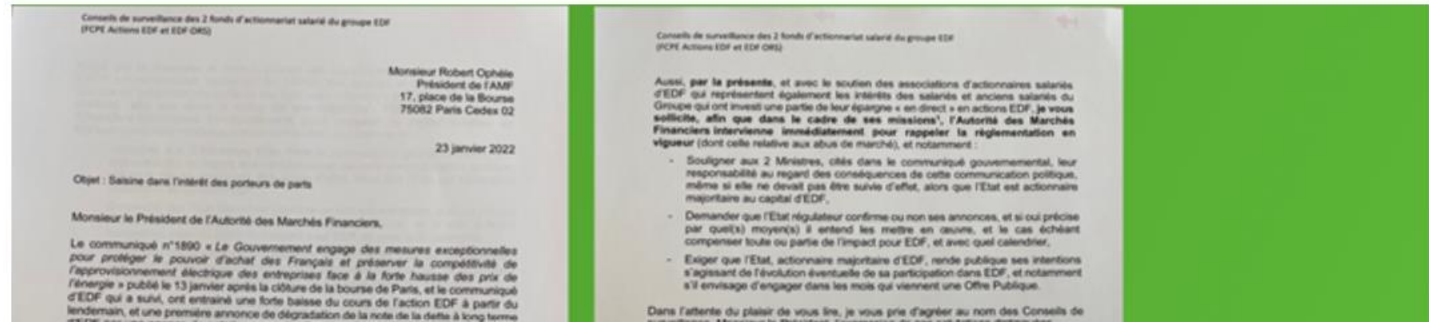 Conseils de surveillance des 2 fonds d'actionnariat salarié du groupe EDF
(FCPE Actions EDF et EDF ORS)
Monsieur Robert Ophèle
Président de l'AMF
17, place de la Bourse
75082 Paris Cedex 02
23 janvier 2022
Objet : Saisine dans l'intérêt des porteurs de parts
Monsieur le Président de l'Autorité des Marchés Financiers,
Le communiqué n°1890 « Le Gouvernement engage des mesures exceptionnelles
pour protéger le pouvoir d'achat des Français et préserver la compétitivité de
l'approvisionnement électrique des entreprises face à la forte hausse des prix de
l'énergie » publié le 13 janvier après la clôture de la bourse de Paris, et le communiqué
d'EDF qui a suivi, ont entraîné une forte baisse du cours de l'action EDF à partir du
lendemain, et une première annonce de dégradation de la note de la dette à long terme
Conseils de surveillance des 2 fonds d'actionnariat salarié du groupe EDF
(FCPE Actions EDF et EDF ORS)
Aussi, par la présente, et avec le soutien des associations d'actionnaires salariés
d'EDF qui représentent également les intérêts des salariés et anciens salariés du
Groupe qui ont investi une partie de leur épargne « en direct » en actions EDF, je vous
sollicite, afin que dans le cadre de ses missions¹, l'Autorité des Marchés
Financiers intervienne immédiatement pour rappeler la réglementation en
vigueur (dont celle relative aux abus de marché), et notamment :
- Souligner aux 2 Ministres, cités dans le communiqué gouvernemental, leur
responsabilité au regard des conséquences de cette communication politique,
même si elle ne devait pas être suivie d'effet, alors que l'Etat est actionnaire
majoritaire au capital d'EDF,
- Demander que l'Etat régulateur confirme ou non ses annonces, et si oui précise
par quel(s) moyen(s) il entend les mettre en œuvre, et le cas échéant
compenser toute ou partie de l'impact pour EDF, et avec quel calendrier,
- Exiger que l'Etat, actionnaire majoritaire d'EDF, rende publique ses intentions
s'agissant de l'évolution éventuelle de sa participation dans EDF, et notamment
s'il envisage d'engager dans les mois qui viennent une Offre Publique.
Dans l'attente du plaisir de vous lire, je vous prie d'agréer au nom des Conseils de